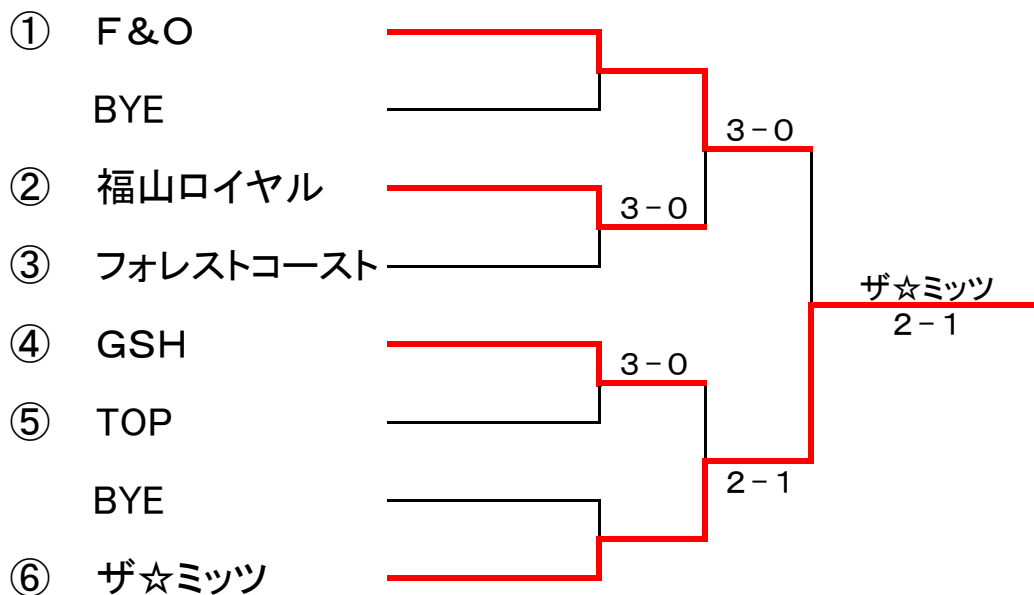 ① F&O
BYE
3-0
② 福山ロイヤル
3-0
③ フォレストコースト
ザ☆ミッツ
2-1
④ GSH
3-0
⑤ TOP
2-1
BYE
⑥ ザ☆ミッツ